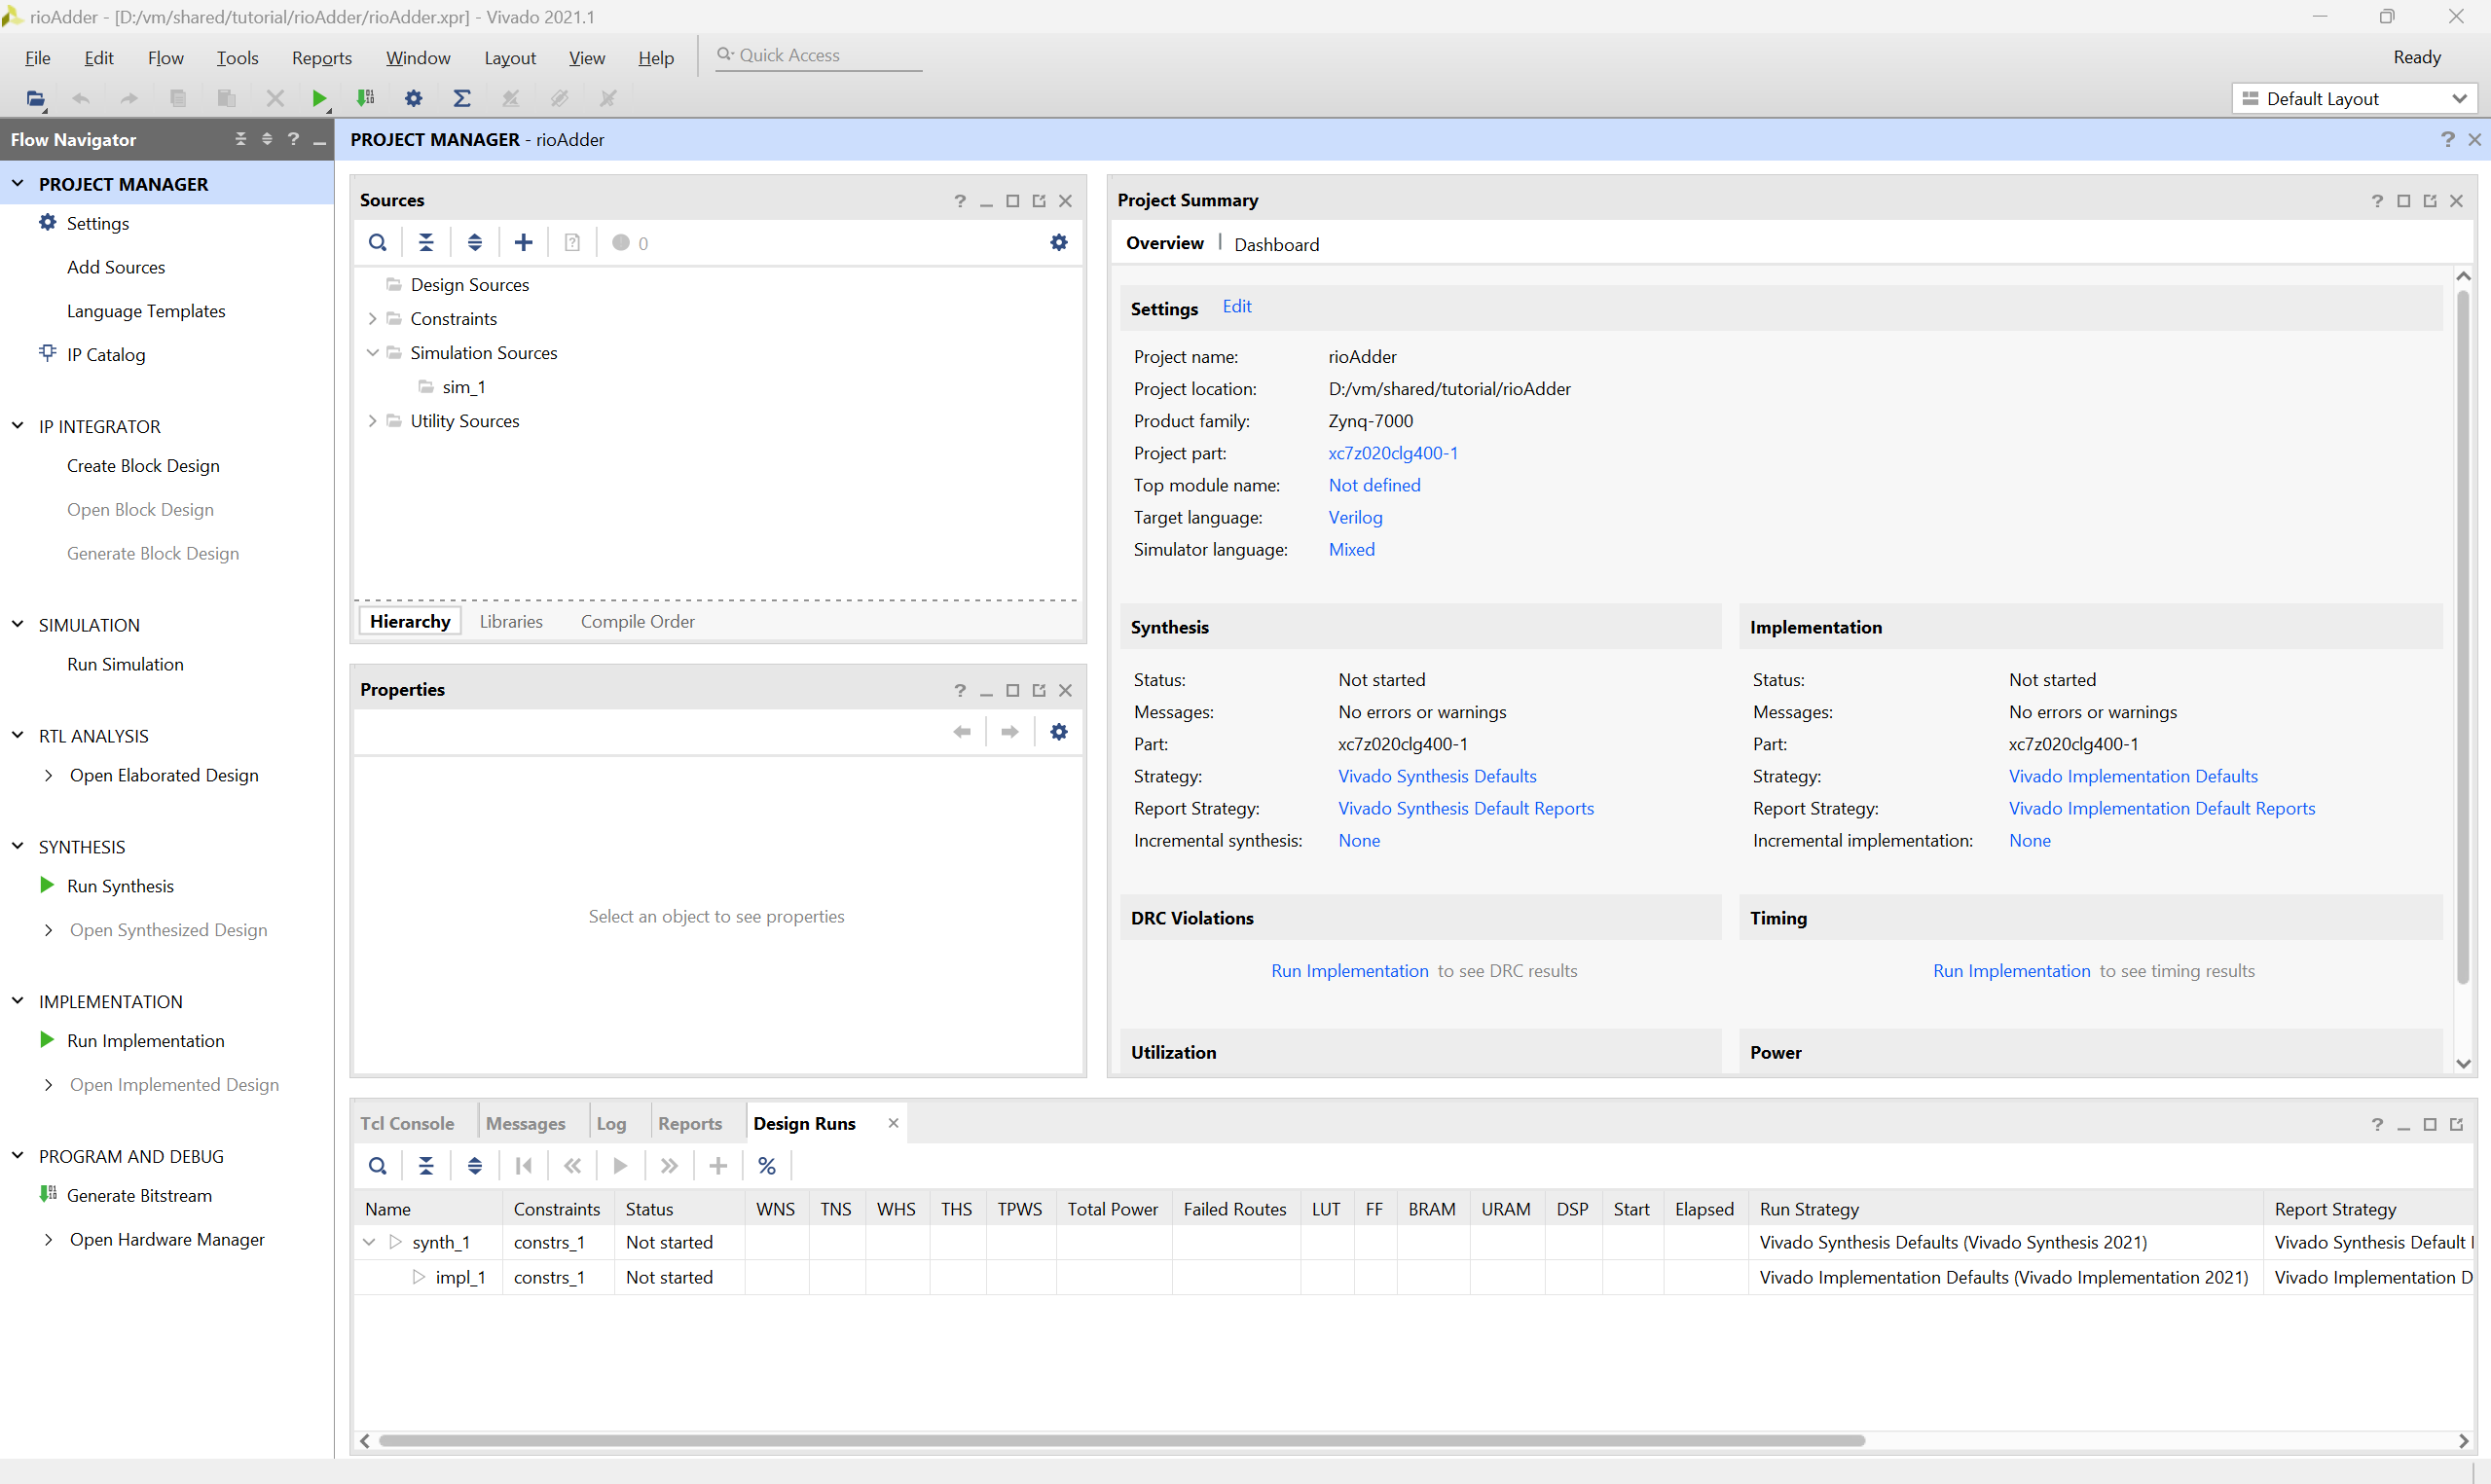 rioAdder - [D:/vm/shared/tutorial/rioAdder/rioAdder.xpr] - Vivado 2021.1
File Edit Flow Tools Reports Window Layout View Help Quick Access Ready
Default Layout
Flow Navigator
PROJECT MANAGER
Settings
Add Sources
Language Templates
IP Catalog
IP INTEGRATOR
Create Block Design
Open Block Design
Generate Block Design
SIMULATION
Run Simulation
RTL ANALYSIS
Open Elaborated Design
SYNTHESIS
Run Synthesis
Open Synthesized Design
IMPLEMENTATION
Run Implementation
Open Implemented Design
PROGRAM AND DEBUG
Generate Bitstream
Open Hardware Manager
PROJECT MANAGER - rioAdder
Sources
0
Design Sources
Constraints
Simulation Sources
sim_1
Utility Sources
Hierarchy Libraries Compile Order
Properties
Select an object to see properties
Project Summary
Overview | Dashboard
Settings Edit
Project name: rioAdder
Project location: D:/vm/shared/tutorial/rioAdder
Product family: Zynq-7000
Project part: xc7z020clg400-1
Top module name: Not defined
Target language: Verilog
Simulator language: Mixed
Synthesis
Status: Not started
Messages: No errors or warnings
Part: xc7z020clg400-1
Strategy: Vivado Synthesis Defaults
Report Strategy: Vivado Synthesis Default Reports
Incremental synthesis: None
Implementation
Status: Not started
Messages: No errors or warnings
Part: xc7z020clg400-1
Strategy: Vivado Implementation Defaults
Report Strategy: Vivado Implementation Default Reports
Incremental implementation: None
DRC Violations
Run Implementation to see DRC results
Timing
Run Implementation to see timing results
Utilization
Power
Tcl Console Messages Log Reports Design Runs
Name Constraints Status WNS TNS WHS THS TPWS Total Power Failed Routes LUT FF BRAM URAM DSP Start Elapsed Run Strategy Report Strategy
synth_1 constrs_1 Not started Vivado Synthesis Defaults (Vivado Synthesis 2021) Vivado Synthesis Default
impl_1 constrs_1 Not started Vivado Implementation Defaults (Vivado Implementation 2021) Vivado Implementation D